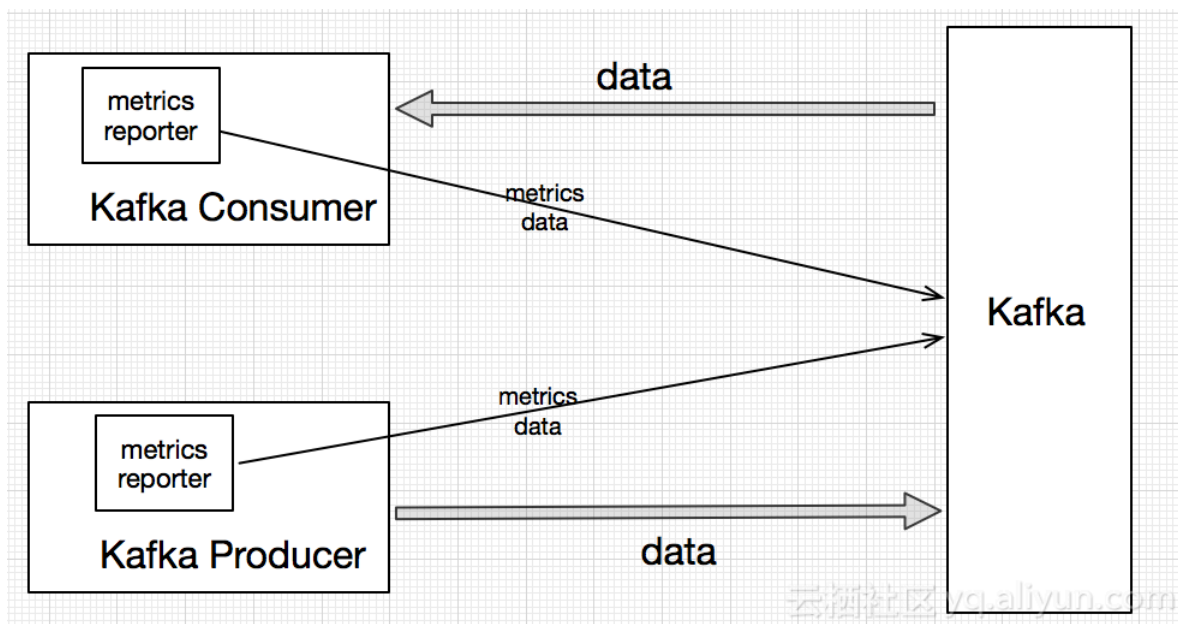 data
metrics
reporter
Kafka Consumer
metrics
data
Kafka
metrics
data
metrics
reporter
Kafka Producer
data
云栖社区 yq.aliyun.com